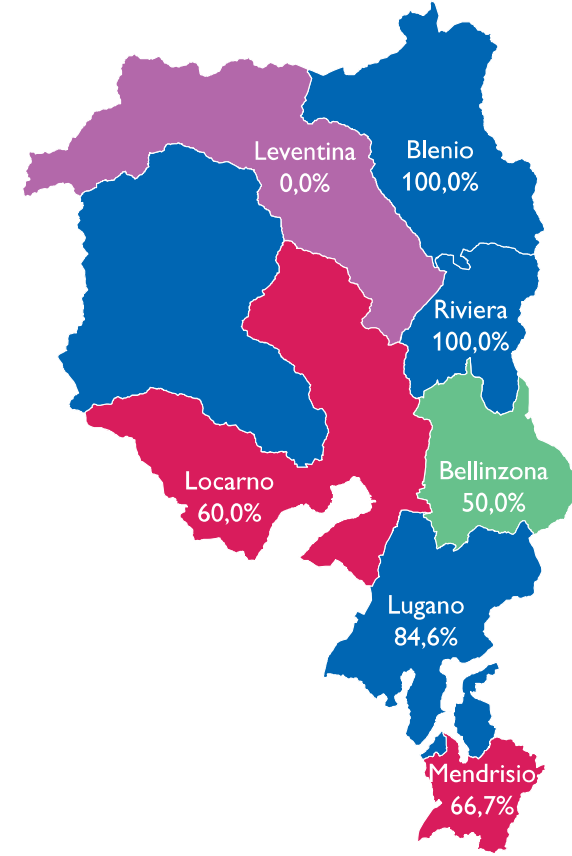 Leventina
0,0%
Blenio
100,0%
Riviera
100,0%
Bellinzona
50,0%
Locarno
60,0%
Lugano
84,6%
Mendrisio
66,7%